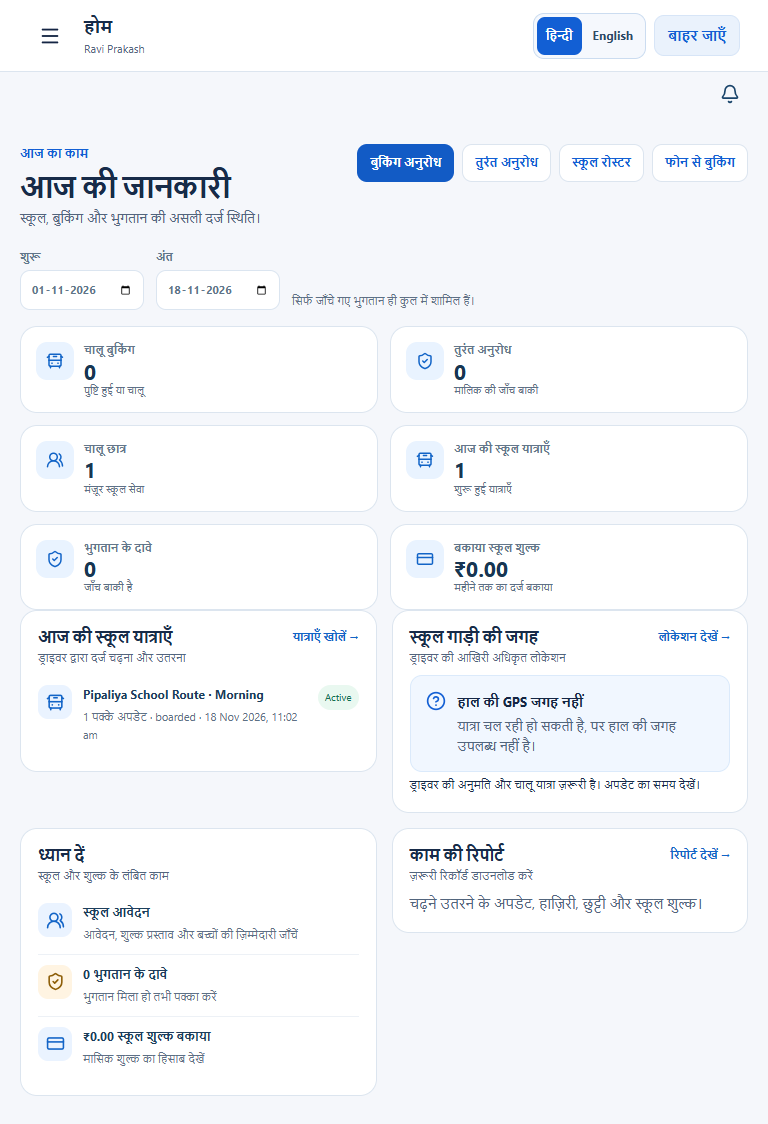 होम
Ravi Prakash
हिन्दी
English
बाहर जाएँ
आज का काम
आज की जानकारी
स्कूल, बुकिंग और भुगतान की असली दर्ज स्थिति।
बुकिंग अनुरोध
तुरंत अनुरोध
स्कूल रोस्टर
फोन से बुकिंग
शुरू
अंत
01-11-2026
18-11-2026
सिर्फ जाँचे गए भुगतान ही कुल में शामिल हैं।
चालू बुकिंग
0
पुष्टि हुई या चालू
तुरंत अनुरोध
0
मालिक की जाँच बाकी
चालू छात्र
1
मंजूर स्कूल सेवा
आज की स्कूल यात्राएँ
1
शुरू हुई यात्राएँ
भुगतान के दावे
0
जाँच बाकी है
बकाया स्कूल शुल्क
₹0.00
महीने तक का दर्ज बकाया
आज की स्कूल यात्राएँ
यात्राएँ खोलें →
ड्राइवर द्वारा दर्ज चढ़ना और उतरना
Pipaliya School Route · Morning
Active
1 पक्के अपडेट · boarded · 18 Nov 2026, 11:02
am
स्कूल गाड़ी की जगह
लोकेशन देखें →
ड्राइवर की आखिरी अधिकृत लोकेशन
हाल की GPS जगह नहीं
यात्रा चल रही हो सकती है, पर हाल की जगह
उपलब्ध नहीं है।
ड्राइवर की अनुमति और चालू यात्रा ज़रूरी है। अपडेट का समय देखें।
ध्यान दें
स्कूल और शुल्क के लंबित काम
स्कूल आवेदन
आवेदन, शुल्क प्रस्ताव और बच्चों की ज़िम्मेदारी जाँचें
0 भुगतान के दावे
भुगतान मिला हो तभी पक्का करें
₹0.00 स्कूल शुल्क बकाया
मासिक शुल्क का हिसाब देखें
काम की रिपोर्ट
रिपोर्ट देखें →
ज़रूरी रिकॉर्ड डाउनलोड करें
चढ़ने उतरने के अपडेट, हाज़िरी, छुट्टी और स्कूल शुल्क।